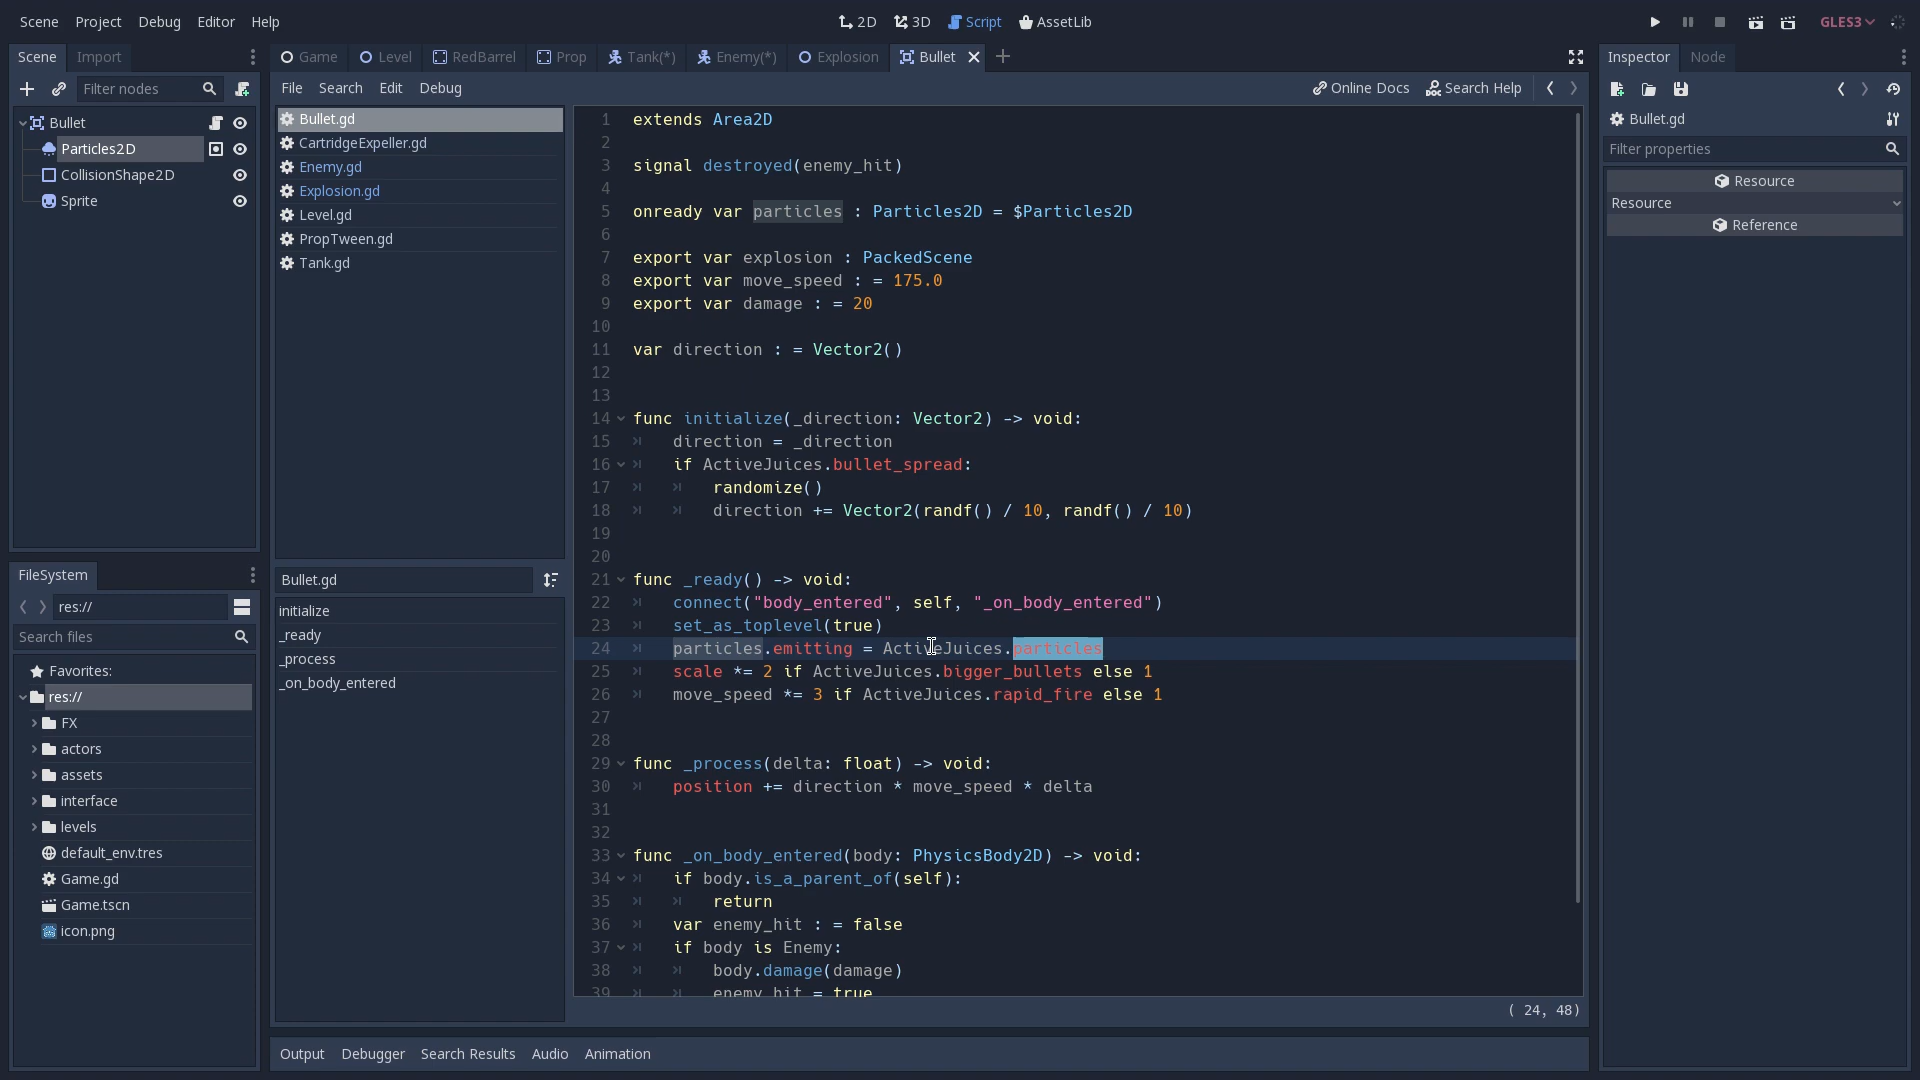 Scene Project Debug Editor Help
2D 3D Script AssetLib
GLES3
Scene Import
Filter nodes
Bullet
Particles2D
CollisionShape2D
Sprite
FileSystem
res://
Search files
Favorites:
res://
FX
actors
assets
interface
levels
default_env.tres
Game.gd
Game.tscn
icon.png
Game Level RedBarrel Prop Tank(*) Enemy(*) Explosion Bullet
File Search Edit Debug
Online Docs Search Help
Bullet.gd
CartridgeExpeller.gd
Enemy.gd
Explosion.gd
Level.gd
PropTween.gd
Tank.gd
Bullet.gd
initialize
_ready
_process
_on_body_entered
1 extends Area2D
2
3 signal destroyed(enemy_hit)
4
5 onready var particles : Particles2D = $Particles2D
6
7 export var explosion : PackedScene
8 export var move_speed : = 175.0
9 export var damage : = 20
10
11 var direction : = Vector2()
12
13
14 func initialize(_direction: Vector2) -> void:
15 direction = _direction
16 if ActiveJuices.bullet_spread:
17 randomize()
18 direction += Vector2(randf() / 10, randf() / 10)
19
20
21 func _ready() -> void:
22 connect("body_entered", self, "_on_body_entered")
23 set_as_toplevel(true)
24 particles.emitting = ActiveJuices.particles
25 scale *= 2 if ActiveJuices.bigger_bullets else 1
26 move_speed *= 3 if ActiveJuices.rapid_fire else 1
27
28
29 func _process(delta: float) -> void:
30 position += direction * move_speed * delta
31
32
33 func _on_body_entered(body: PhysicsBody2D) -> void:
34 if body.is_a_parent_of(self):
35 return
36 var enemy_hit : = false
37 if body is Enemy:
38 body.damage(damage)
39 enemy_hit = true
( 24, 48)
Output Debugger Search Results Audio Animation
Inspector Node
Bullet.gd
Filter properties
Resource
Resource
Reference